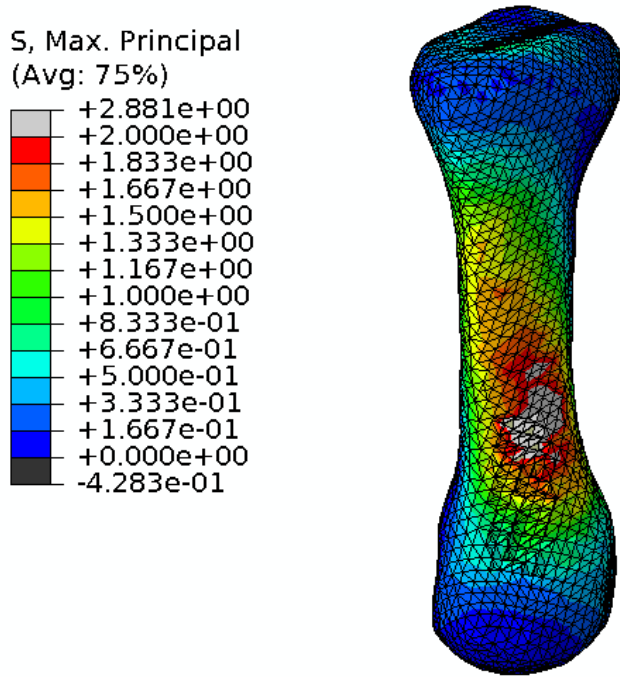 S, Max. Principal
(Avg: 75%)
+2.881e+00
+2.000e+00
+1.833e+00
+1.667e+00
+1.500e+00
+1.333e+00
+1.167e+00
+1.000e+00
+8.333e-01
+6.667e-01
+5.000e-01
+3.333e-01
+1.667e-01
+0.000e+00
-4.283e-01